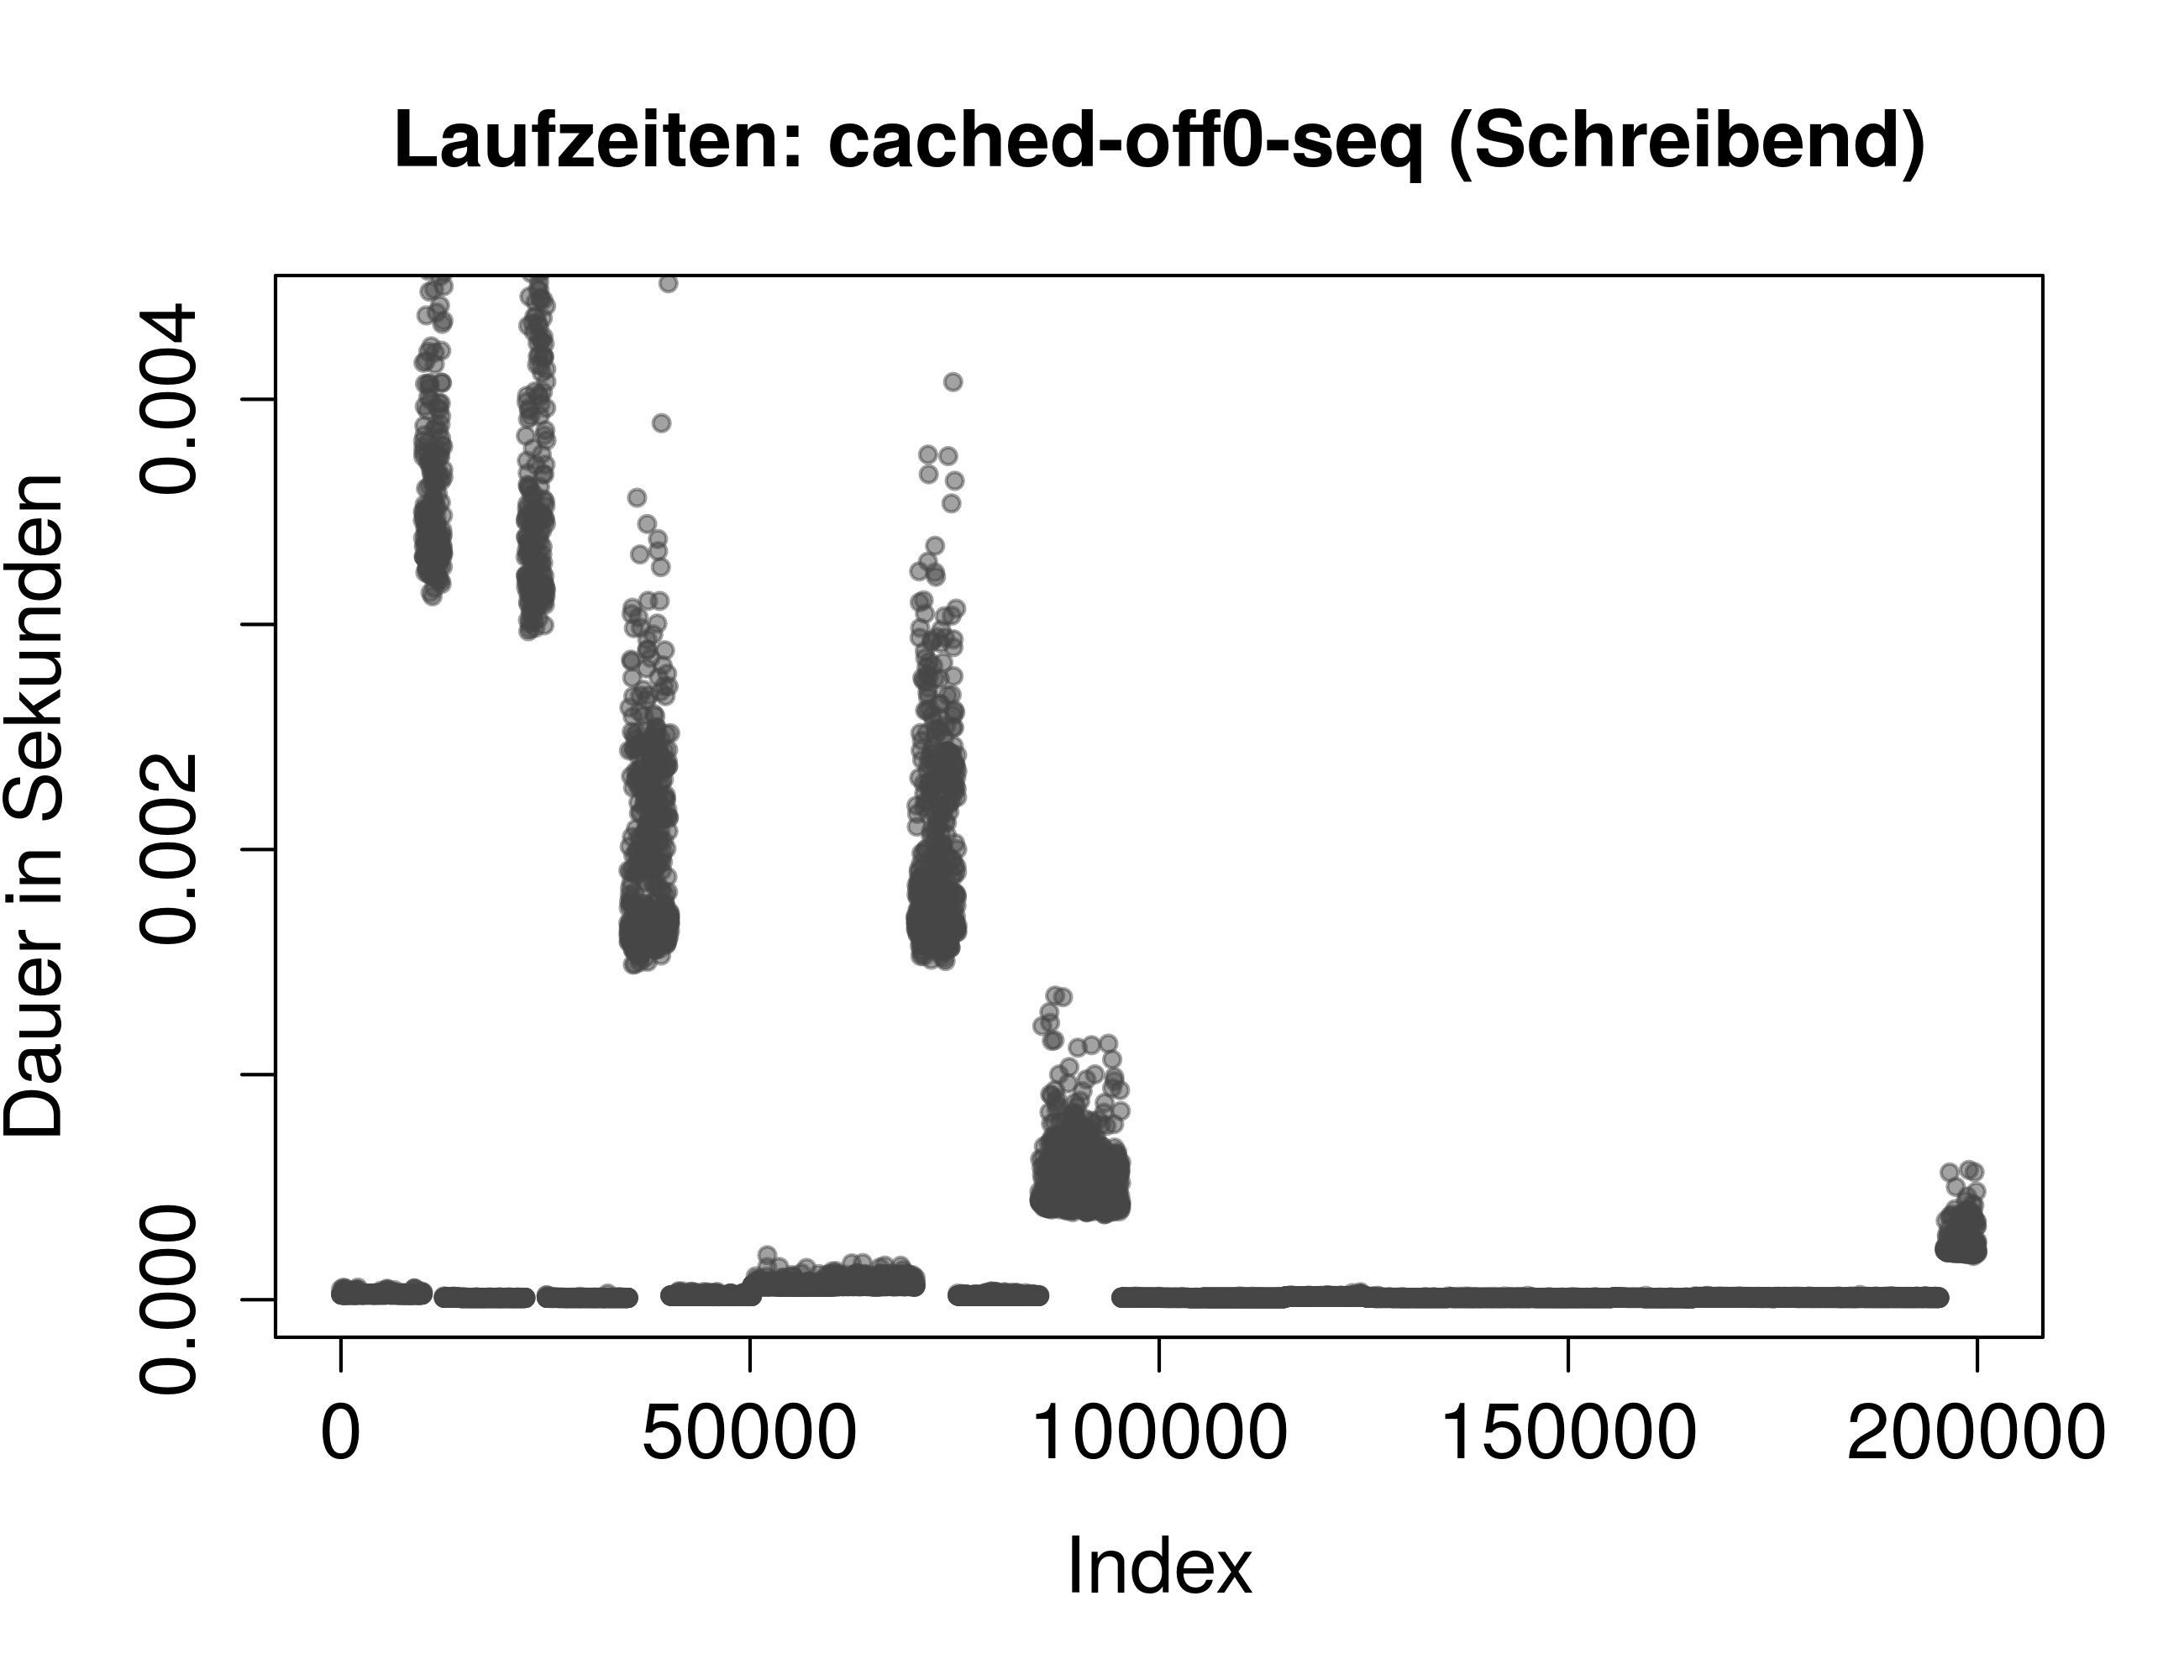 Laufzeiten: cached-off0-seq (Schreibend)
Dauer in Sekunden
0.004
0.002
0.000
0 50000 100000 150000 200000
Index